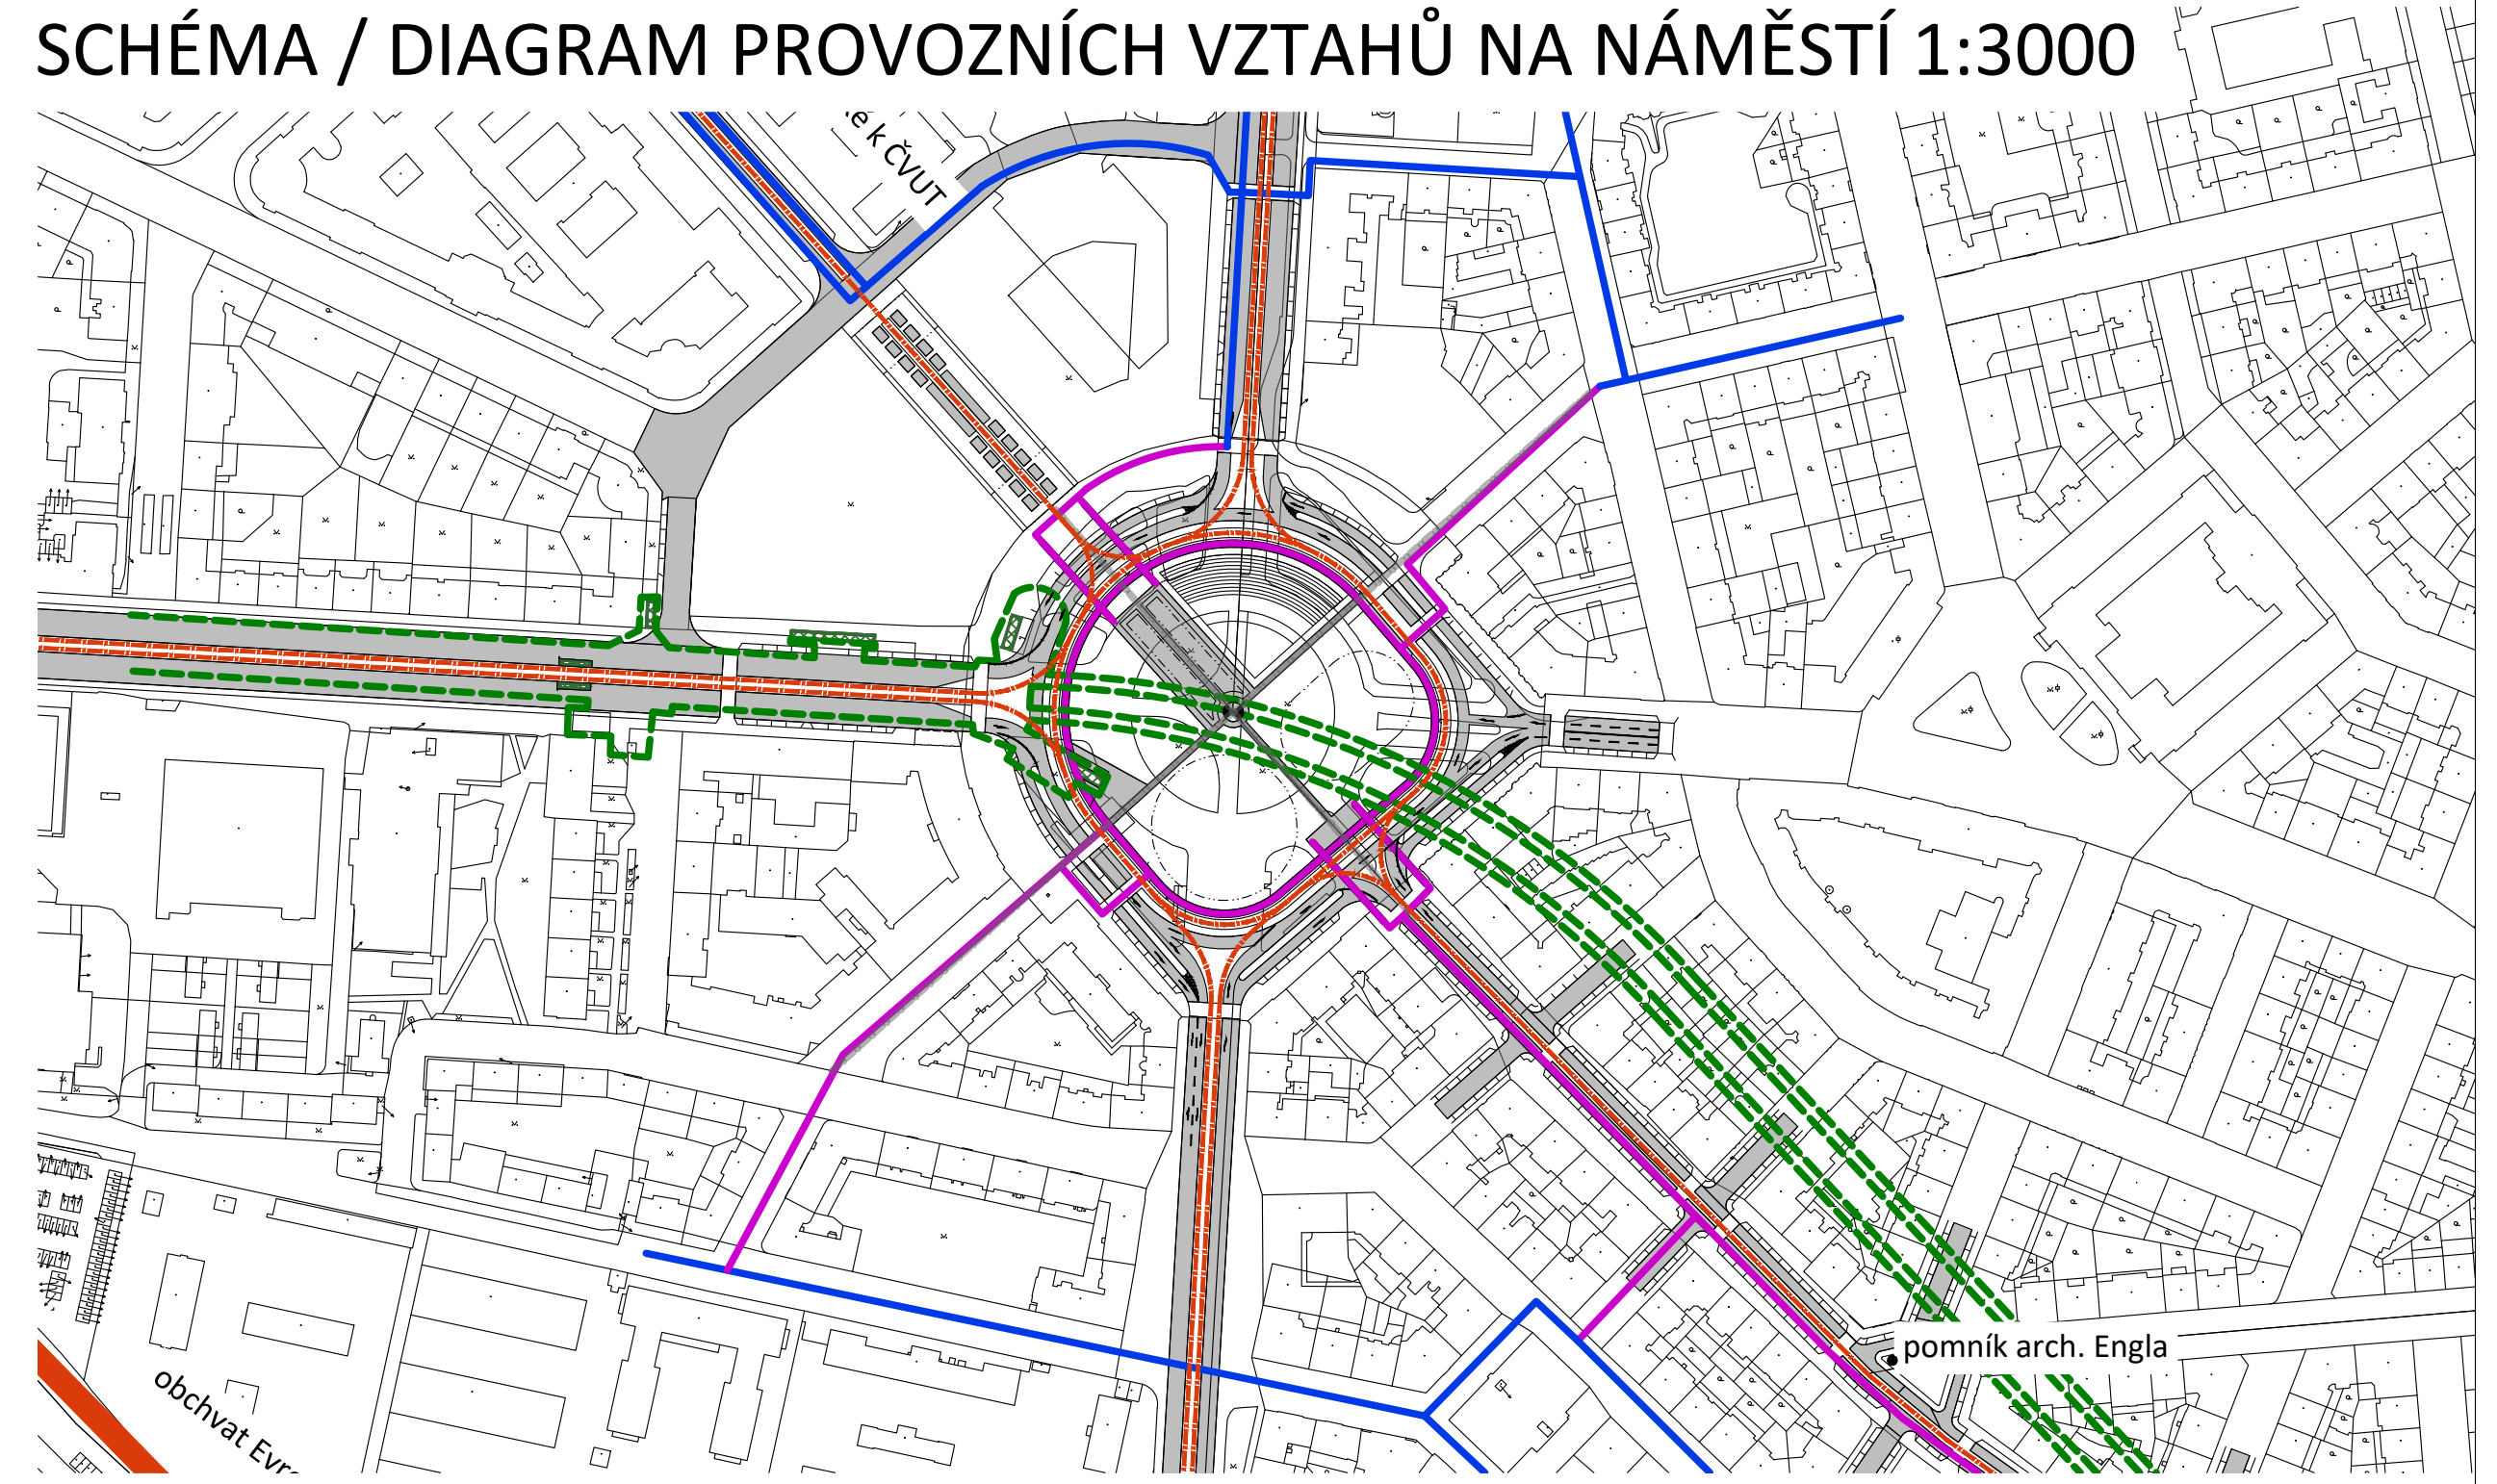 SCHÉMA / DIAGRAM PROVOZNÍCH VZTAHŮ NA NÁMĚSTÍ 1:3000
k ČVUT
pomník arch. Engla
obchvat